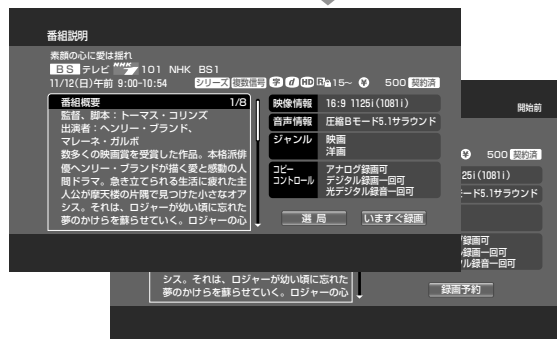 番組説明
素顔の心に愛は揺れ
BS テレビ NHK 101 NHK BS1
11/12(日)午前 9:00-10:54 シリーズ 複数信号 字 d HD 15~ 500 契約済
番組概要 1/8
監督、脚本：トーマス・コリンズ
出演者：ヘンリー・ブランド、
マレーネ・ガルボ
数多くの映画賞を受賞した作品。本格派俳
優ヘンリー・ブランドが描く愛と感動の人
間ドラマ。急き立てられる生活に疲れた主
人公が摩天楼の片隅で見つけた小さなオア
シス。それは、ロジャーが幼い頃に忘れた
夢のかけらを蘇らせていく。ロジャーの心
映像情報 16:9 1125i(1081i)
音声情報 圧縮Bモード5.1サラウンド
ジャンル 映画
洋画
コピー
コントロール
アナログ録画可
デジタル録画一回可
光デジタル録音一回可
選 局 いますぐ録画
開始前
500 契約済
25i(1081i)
ード5.1サラウンド
録画可
録画一回可
ル録音一回可
シス。それは、ロジャーが幼い頃に忘れた
夢のかけらを蘇らせていく。ロジャーの心
録画予約